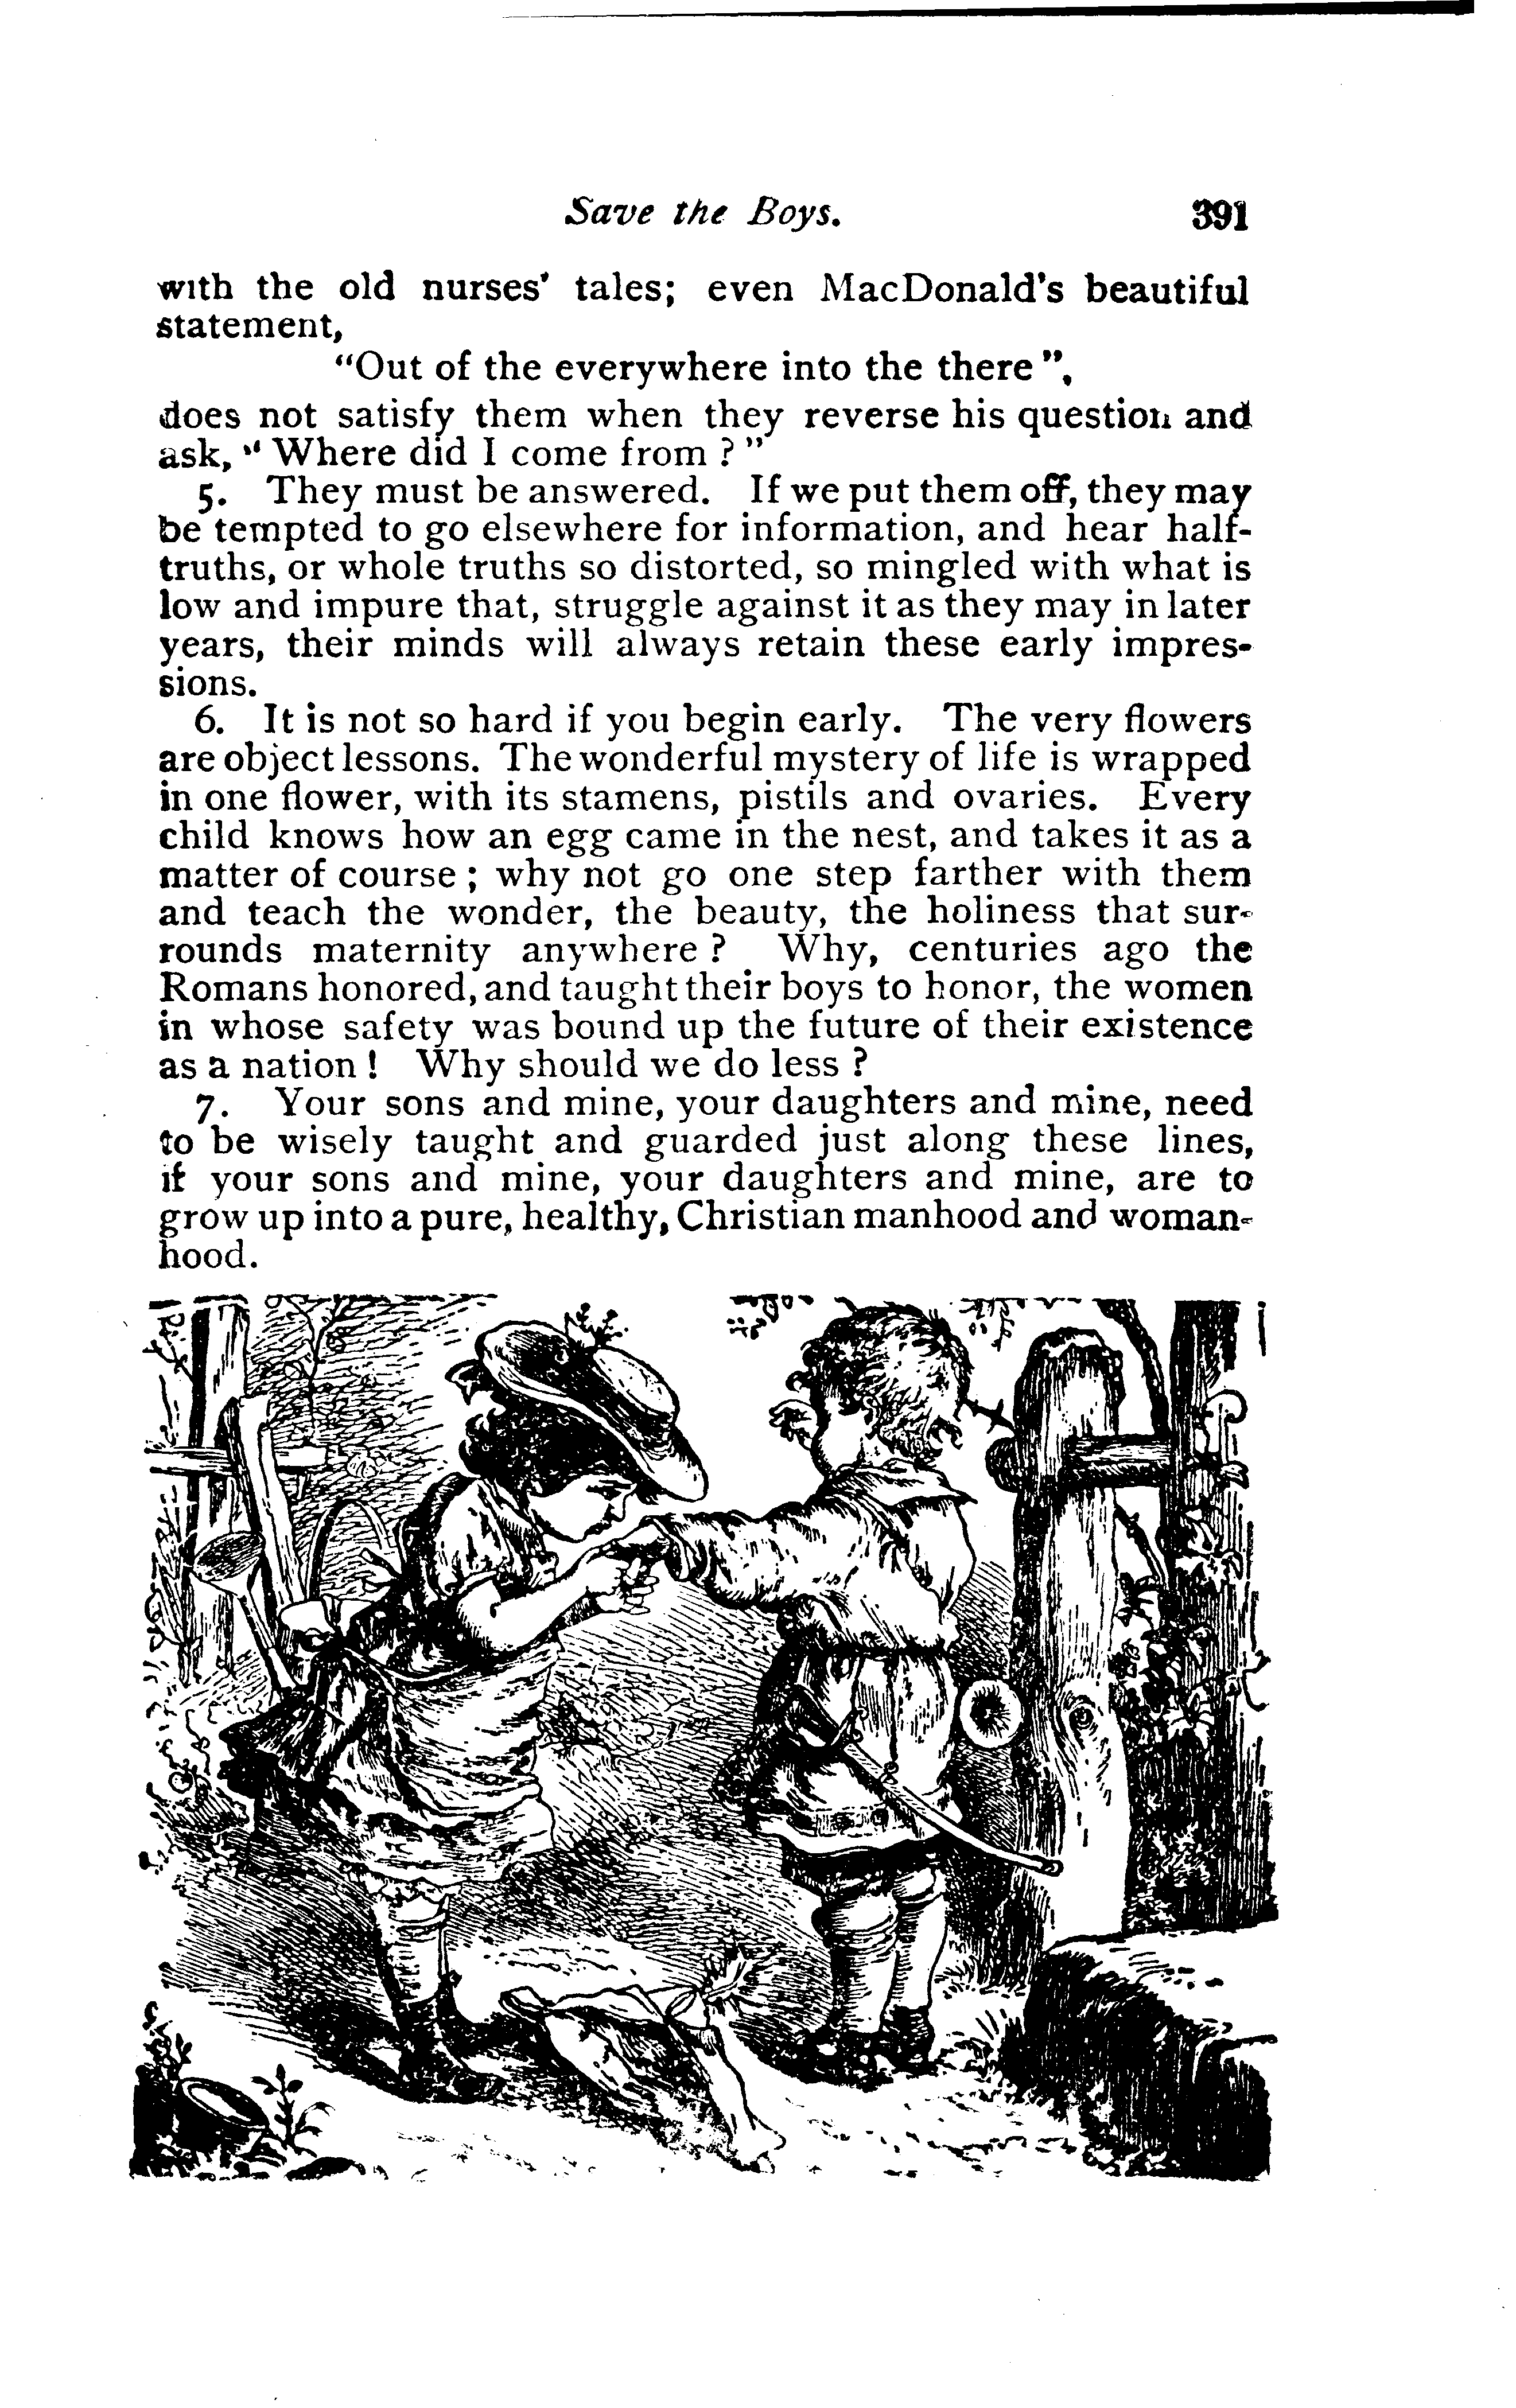 Save the Boys. 391
with the old nurses' tales; even MacDonald's beautiful
statement,
"Out of the everywhere into the there",
does not satisfy them when they reverse his question and
ask, "Where did I come from ?"
5. They must be answered. If we put them off, they may
be tempted to go elsewhere for information, and hear half-
truths, or whole truths so distorted, so mingled with what is
low and impure that, struggle against it as they may in later
years, their minds will always retain these early impres-
sions.
6. It is not so hard if you begin early. The very flowers
are object lessons. The wonderful mystery of life is wrapped
in one flower, with its stamens, pistils and ovaries. Every
child knows how an egg came in the nest, and takes it as a
matter of course ; why not go one step farther with them
and teach the wonder, the beauty, the holiness that sur-
rounds maternity anywhere ? Why, centuries ago the
Romans honored, and taught their boys to honor, the women
in whose safety was bound up the future of their existence
as a nation ! Why should we do less ?
7. Your sons and mine, your daughters and mine, need
to be wisely taught and guarded just along these lines,
if your sons and mine, your daughters and mine, are to
grow up into a pure, healthy, Christian manhood and woman-
hood.